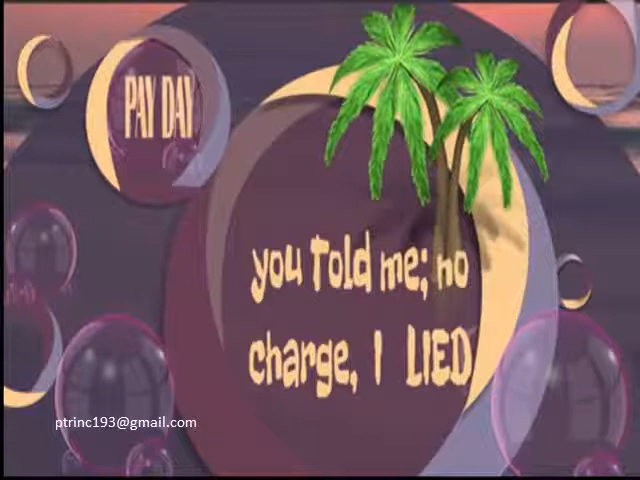 PAY DAY
you Told me; no
charge, I LIED
ptrinc193@gmail.com